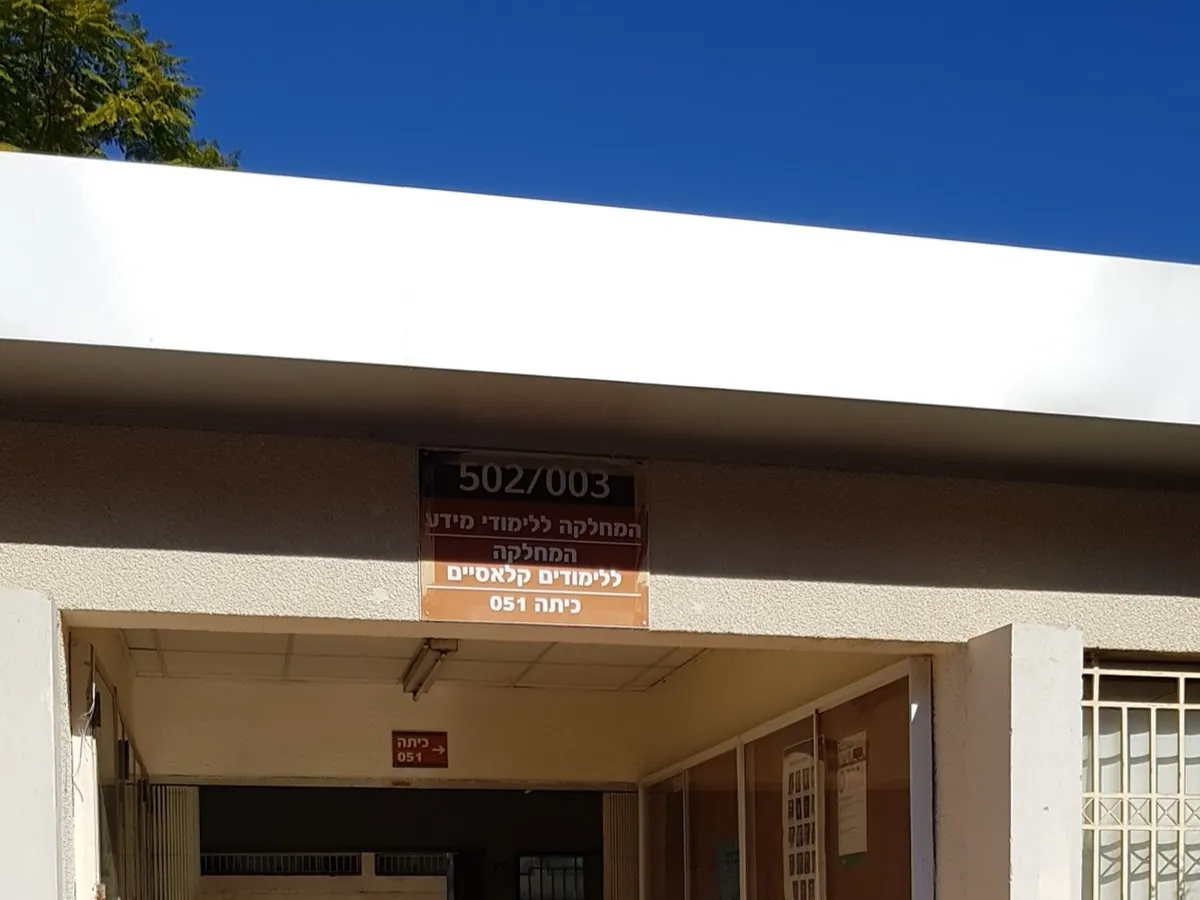 502/003
המחלקה ללימודי מידע
המחלקה
ללימודים קלאסיים
כיתה 051
כיתה
051